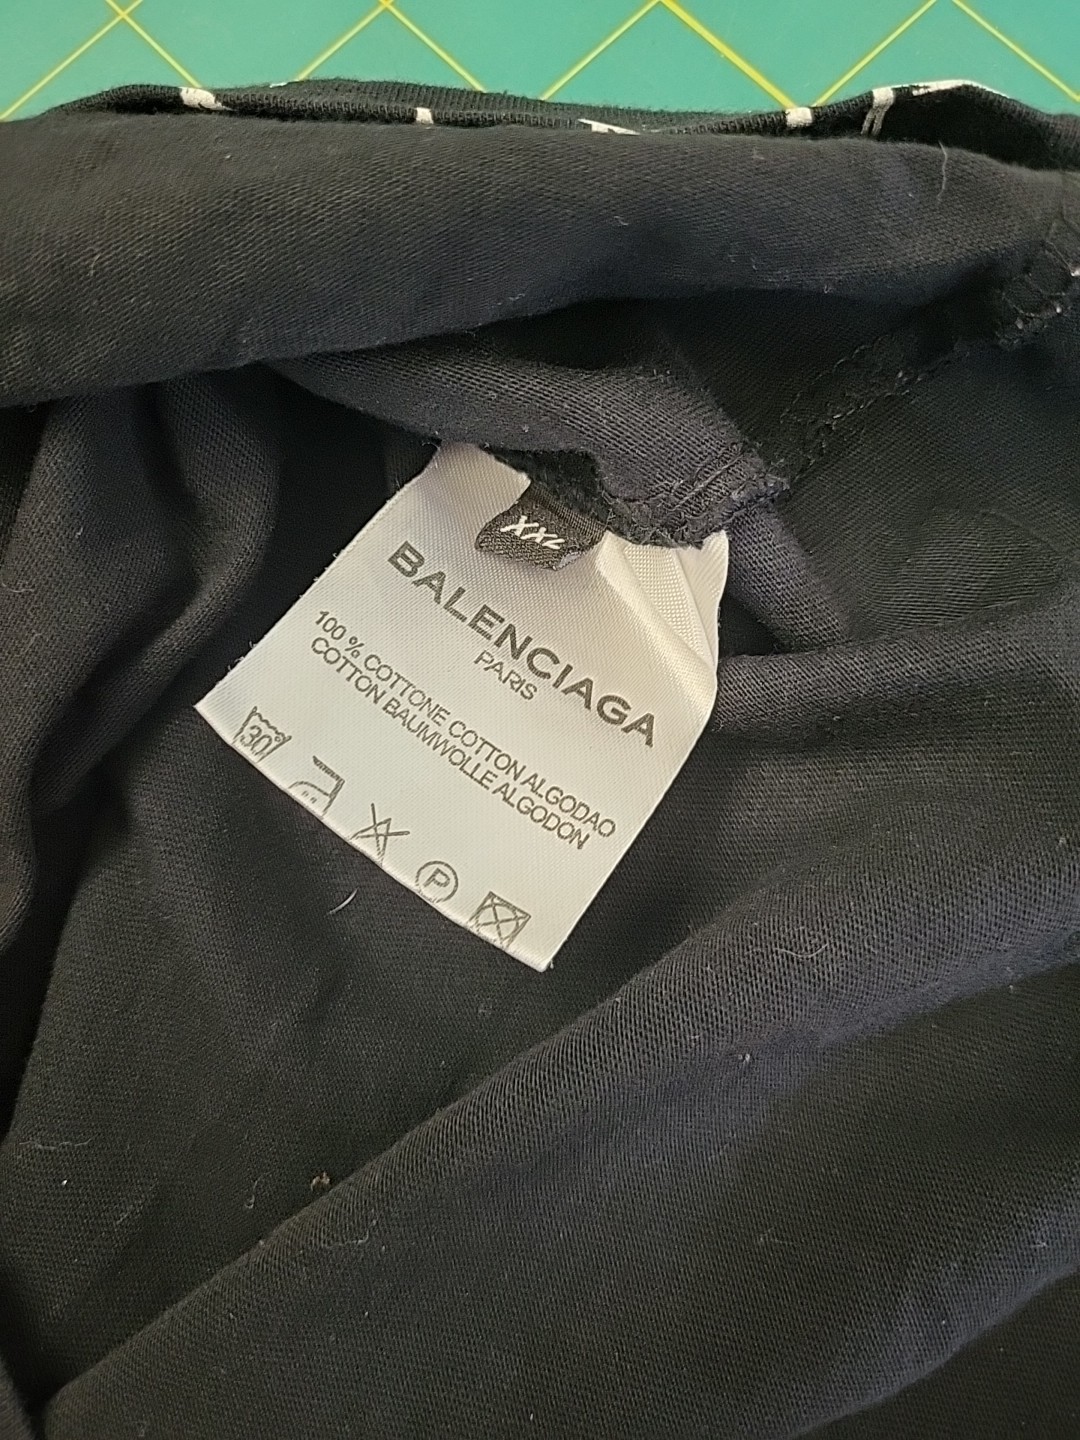 XXL
BALENCIAGA
PARIS
100 % COTTONE COTTON ALGODAO
COTTON BAUMWOLLE ALGODON
30°
P